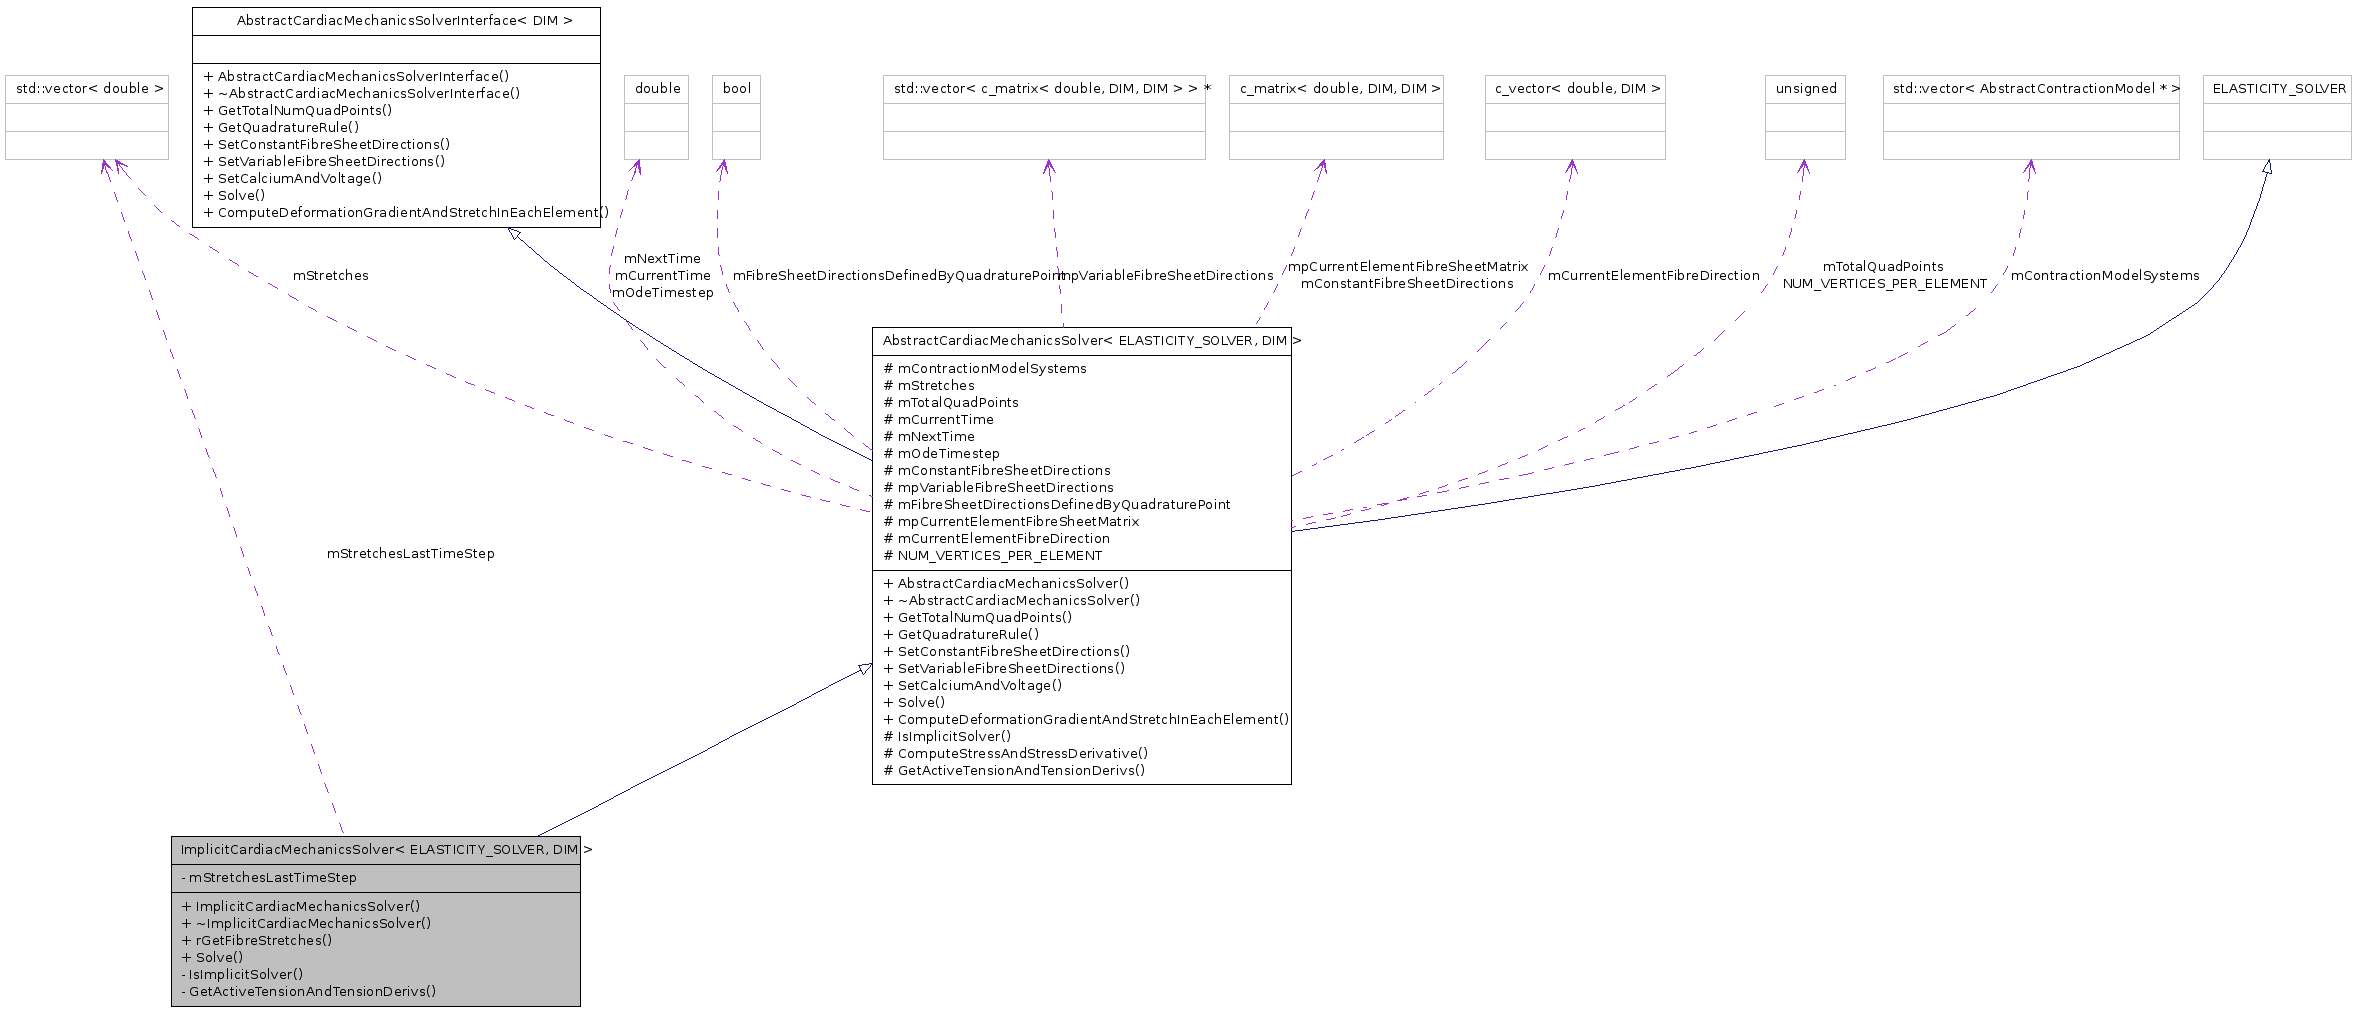 AbstractCardiacMechanicsSolverInterface< DIM >
+ AbstractCardiacMechanicsSolverInterface()
+ ~AbstractCardiacMechanicsSolverInterface()
+ GetTotalNumQuadPoints()
+ GetQuadratureRule()
+ SetConstantFibreSheetDirections()
+ SetVariableFibreSheetDirections()
+ SetCalciumAndVoltage()
+ Solve()
+ ComputeDeformationGradientAndStretchInEachElement()
std::vector< double >
double
bool
std::vector< c_matrix< double, DIM, DIM > > *
c_matrix< double, DIM, DIM >
c_vector< double, DIM >
unsigned
std::vector< AbstractContractionModel * >
ELASTICITY_SOLVER
mStretches
mNextTime
mCurrentTime
mOdeTimestep
mFibreSheetDirectionsDefinedByQuadraturePoint
mpVariableFibreSheetDirections
mpCurrentElementFibreSheetMatrix
mConstantFibreSheetDirections
mCurrentElementFibreDirection
mTotalQuadPoints
NUM_VERTICES_PER_ELEMENT
mContractionModelSystems
AbstractCardiacMechanicsSolver< ELASTICITY_SOLVER, DIM >
# mContractionModelSystems
# mStretches
# mTotalQuadPoints
# mCurrentTime
# mNextTime
# mOdeTimestep
# mConstantFibreSheetDirections
# mpVariableFibreSheetDirections
# mFibreSheetDirectionsDefinedByQuadraturePoint
# mpCurrentElementFibreSheetMatrix
# mCurrentElementFibreDirection
# NUM_VERTICES_PER_ELEMENT
+ AbstractCardiacMechanicsSolver()
+ ~AbstractCardiacMechanicsSolver()
+ GetTotalNumQuadPoints()
+ GetQuadratureRule()
+ SetConstantFibreSheetDirections()
+ SetVariableFibreSheetDirections()
+ SetCalciumAndVoltage()
+ Solve()
+ ComputeDeformationGradientAndStretchInEachElement()
# IsImplicitSolver()
# ComputeStressAndStressDerivative()
# GetActiveTensionAndTensionDerivs()
mStretchesLastTimeStep
ImplicitCardiacMechanicsSolver< ELASTICITY_SOLVER, DIM >
- mStretchesLastTimeStep
+ ImplicitCardiacMechanicsSolver()
+ ~ImplicitCardiacMechanicsSolver()
+ rGetFibreStretches()
+ Solve()
- IsImplicitSolver()
- GetActiveTensionAndTensionDerivs()